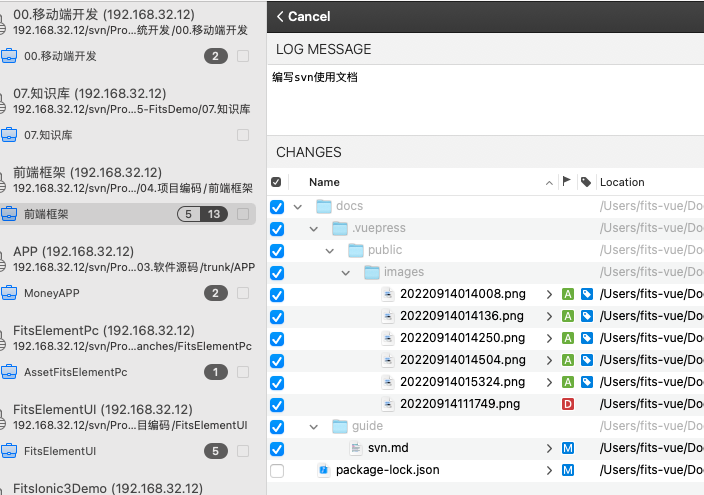 00.移动端开发 (192.168.32.12)
192.168.32.12/svn/Pro...统开发/00.移动端开发
00.移动端开发 2
07.知识库 (192.168.32.12)
192.168.32.12/svn/Pro...5-FitsDemo/07.知识库
07.知识库
前端框架 (192.168.32.12)
192.168.32.12/svn/Pro.../04.项目编码/前端框架
前端框架 5 13
APP (192.168.32.12)
192.168.32.12/svn/Pro...03.软件源码/trunk/APP
MoneyAPP 2
FitsElementPc (192.168.32.12)
192.168.32.12/svn/Pro...anches/FitsElementPc
AssetFitsElementPc 1
FitsElementUI (192.168.32.12)
192.168.32.12/svn/Pro...目编码/FitsElementUI
FitsElementUI 5
FitsIonic3Demo (192.168.32.12)
Cancel
LOG MESSAGE
编写svn使用文档
CHANGES
Name Location
docs /Users/fits-vue/Do
.vuepress /Users/fits-vue/Do
public /Users/fits-vue/Do
images /Users/fits-vue/Do
20220914014008.png A /Users/fits-vue/Do
20220914014136.png A /Users/fits-vue/Do
20220914014250.png A /Users/fits-vue/Do
20220914014504.png A /Users/fits-vue/Do
20220914015324.png A /Users/fits-vue/Do
20220914111749.png D /Users/fits-vue/Do
guide /Users/fits-vue/Do
svn.md M /Users/fits-vue/Do
package-lock.json M /Users/fits-vue/Do